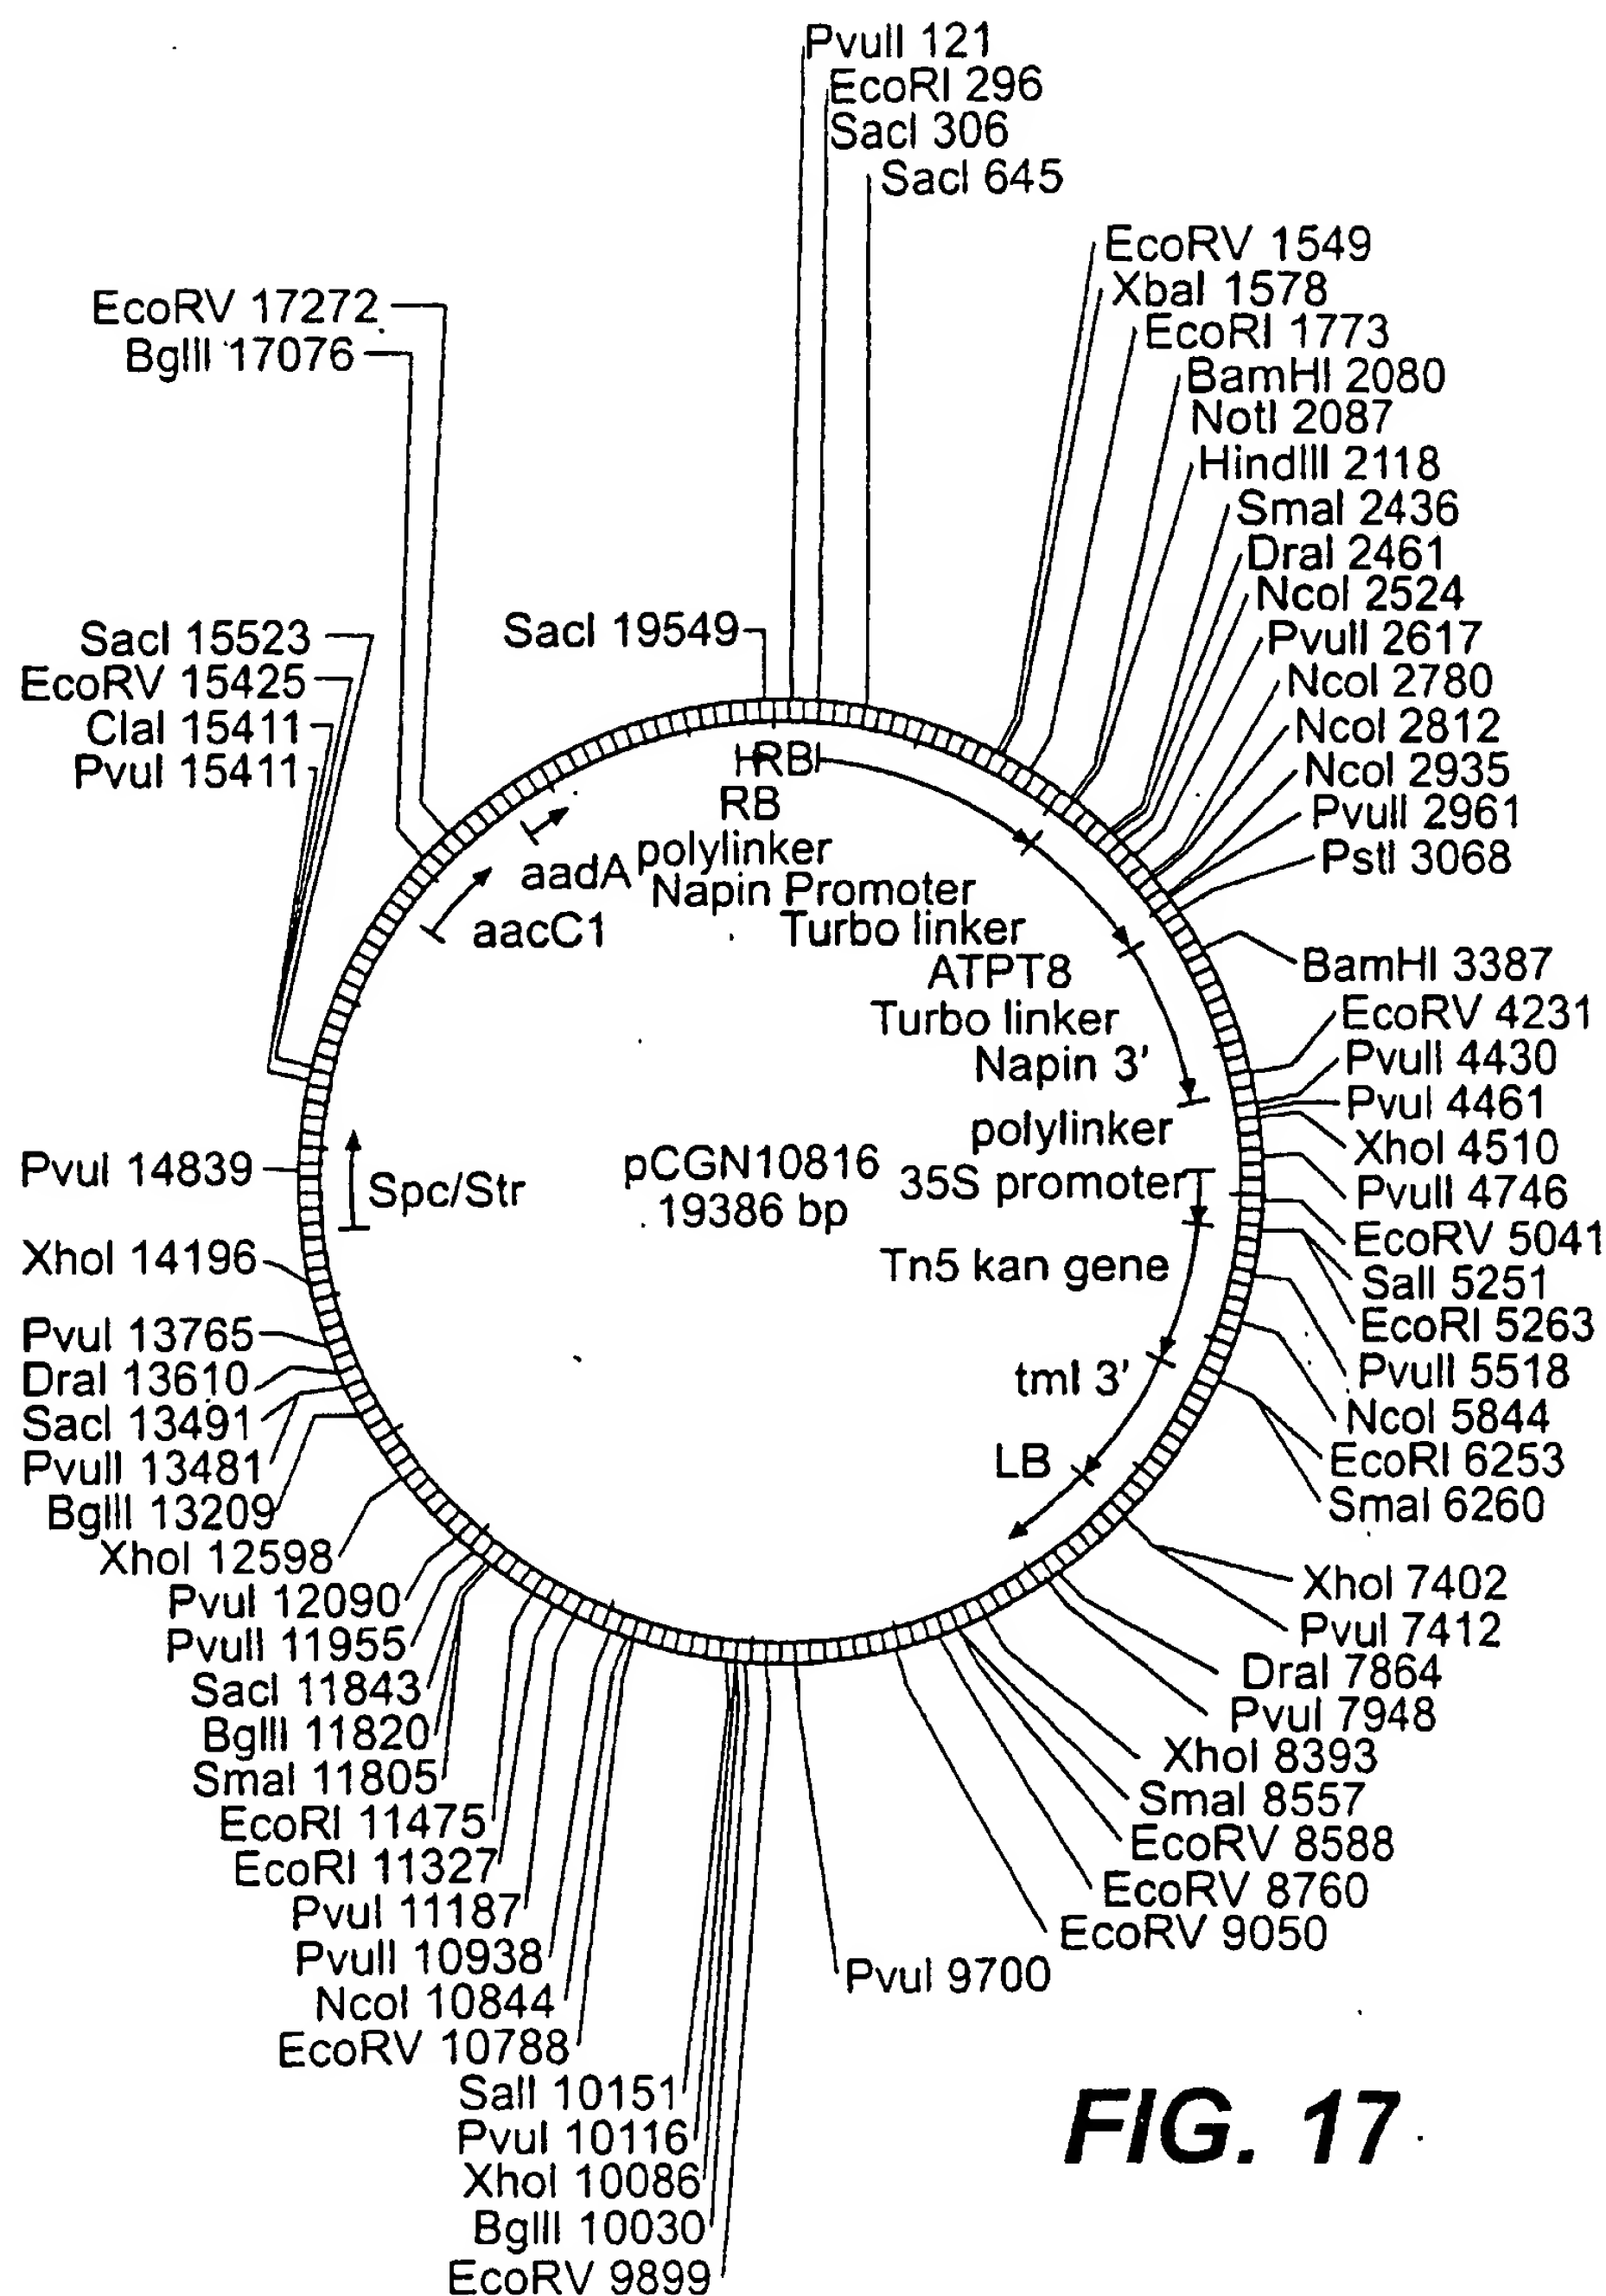 PvuII 121
EcoRI 296
SacI 306
SacI 645
EcoRV 1549
XbaI 1578
EcoRI 1773
BamHI 2080
NotI 2087
HindIII 2118
SmaI 2436
DraI 2461
NcoI 2524
PvuII 2617
NcoI 2780
NcoI 2812
NcoI 2935
PvuII 2961
PstI 3068
BamHI 3387
EcoRV 4231
PvuII 4430
PvuI 4461
XhoI 4510
PvuII 4746
EcoRV 5041
SalI 5251
EcoRI 5263
PvuII 5518
NcoI 5844
EcoRI 6253
SmaI 6260
XhoI 7402
PvuI 7412
DraI 7864
PvuI 7948
XhoI 8393
SmaI 8557
EcoRV 8588
EcoRV 8760
EcoRV 9050
PvuI 9700
EcoRV 17272
BglII 17076
SacI 19549
SacI 15523
EcoRV 15425
ClaI 15411
PvuI 15411
PvuI 14839
XhoI 14196
PvuI 13765
DraI 13610
SacI 13491
PvuII 13481
BglII 13209
XhoI 12598
PvuI 12090
PvuII 11955
SacI 11843
BglII 11820
SmaI 11805
EcoRI 11475
EcoRI 11327
PvuI 11187
PvuII 10938
NcoI 10844
EcoRV 10788
SalI 10151
PvuI 10116
XhoI 10086
BglII 10030
EcoRV 9899
RB
RB
polylinker
aadA
Napin Promoter
aacC1
Turbo linker
ATPT8
Turbo linker
Napin 3'
polylinker
35S promoter
Spc/Str
pCGN10816
19386 bp
Tn5 kan gene
tml 3'
LB
FIG. 17